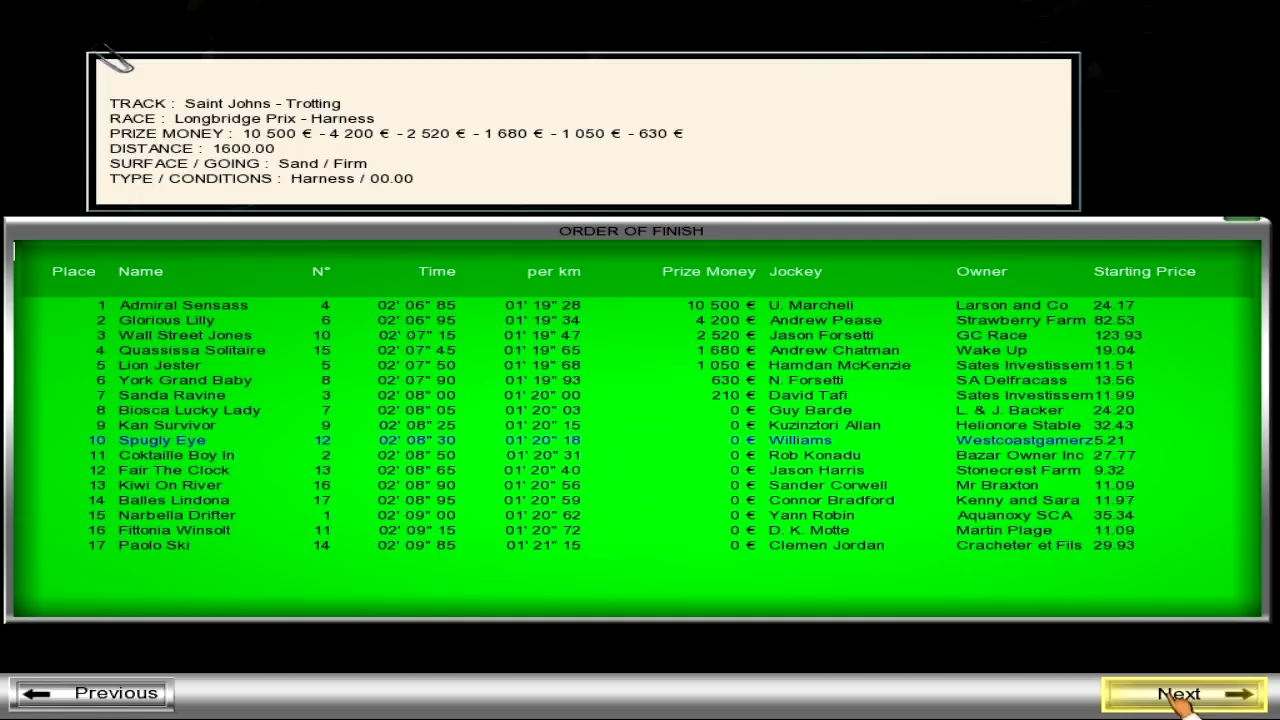 TRACK : Saint Johns - Trotting
RACE : Longbridge Prix - Harness
PRIZE MONEY : 10 500 € - 4 200 € - 2 520 € - 1 680 € - 1 050 € - 630 €
DISTANCE : 1600.00
SURFACE / GOING : Sand / Firm
TYPE / CONDITIONS : Harness / 00.00
ORDER OF FINISH
Place Name N° Time per km Prize Money Jockey Owner Starting Price
1 Admiral Sensass 4 02' 06" 85 01' 19" 28 10 500 € U. Marcheli Larson and Co 24.17
2 Glorious Lilly 6 02' 06" 95 01' 19" 34 4 200 € Andrew Pease Strawberry Farm 82.53
3 Wall Street Jones 10 02' 07" 15 01' 19" 47 2 520 € Jason Forsetti GC Race 123.93
4 Quassissa Solitaire 15 02' 07" 45 01' 19" 65 1 680 € Andrew Chatman Wake Up 19.04
5 Lion Jester 5 02' 07" 50 01' 19" 68 1 050 € Hamdan McKenzie Sates Investissem 11.51
6 York Grand Baby 8 02' 07" 90 01' 19" 93 630 € N. Forsetti SA Delfracass 13.56
7 Sanda Ravine 3 02' 08" 00 01' 20" 00 210 € David Tafi Sates Investissem 11.99
8 Biosca Lucky Lady 7 02' 08" 05 01' 20" 03 0 € Guy Barde L. & J. Backer 24.20
9 Kan Survivor 9 02' 08" 25 01' 20" 15 0 € Kuzinztori Allan Helionore Stable 32.43
10 Spugly Eye 12 02' 08" 30 01' 20" 18 0 € Williams Westcoastgamerz 5.21
11 Coktaille Boy In 2 02' 08" 50 01' 20" 31 0 € Rob Konadu Bazar Owner Inc 27.77
12 Fair The Clock 13 02' 08" 65 01' 20" 40 0 € Jason Harris Stonecrest Farm 9.32
13 Kiwi On River 16 02' 08" 90 01' 20" 56 0 € Sander Corwell Mr Braxton 11.09
14 Balles Lindona 17 02' 08" 95 01' 20" 59 0 € Connor Bradford Kenny and Sara 11.97
15 Narbella Drifter 1 02' 09" 00 01' 20" 62 0 € Yann Robin Aquanoxy SCA 35.34
16 Fittonia Winsolt 11 02' 09" 15 01' 20" 72 0 € D. K. Motte Martin Plage 11.09
17 Paolo Ski 14 02' 09" 85 01' 21" 15 0 € Clemen Jordan Cracheter et Fils 29.93
Previous Next